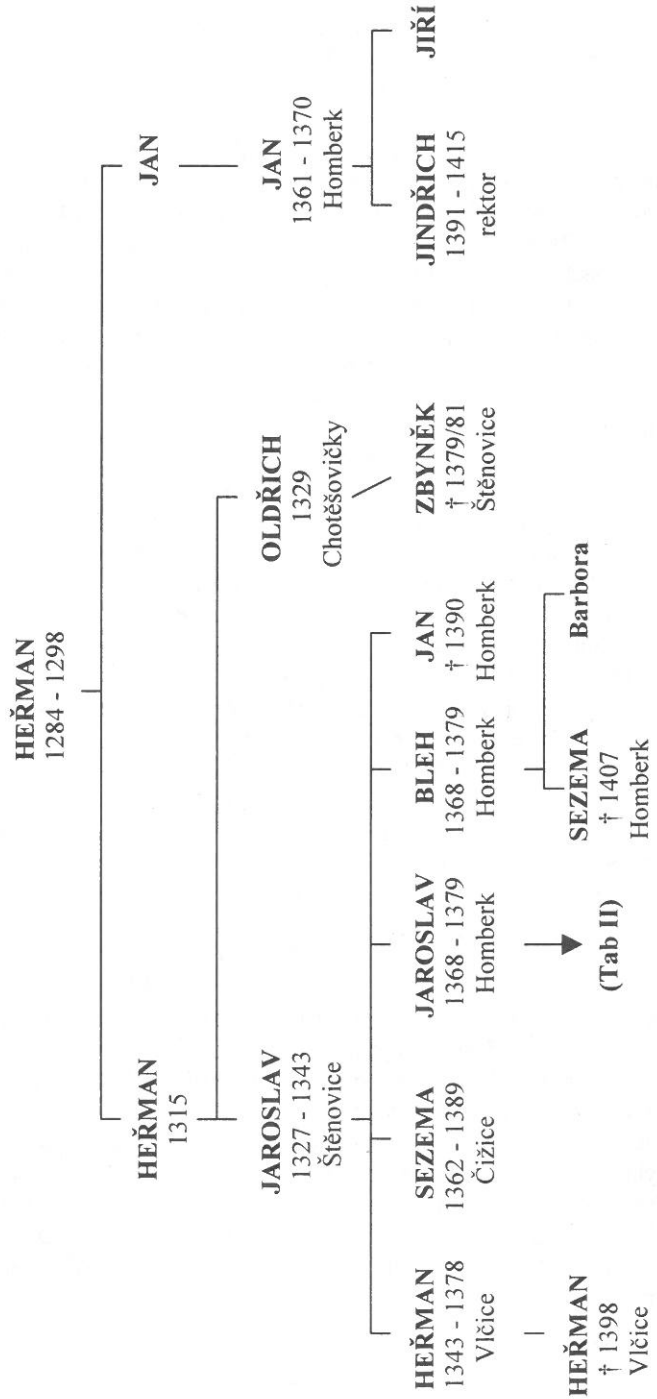 HEŘMAN
1284 - 1298
HEŘMAN
1315
JAN
JAROSLAV
1327 - 1343
Štěnovice
OLDŘICH
1329
Chotěšovičky
JAN
1361 - 1370
Homberk
HEŘMAN
1343 - 1378
Vlčice
SEZEMA
1362 - 1389
Čižice
JAROSLAV
1368 - 1379
Homberk
BLEH
1368 - 1379
Homberk
JAN
† 1390
Homberk
ZBYNĚK
† 1379/81
Štěnovice
JINDŘICH
1391 - 1415
rektor
JIŘÍ
HEŘMAN
† 1398
Vlčice
(Tab II)
SEZEMA
† 1407
Homberk
Barbora